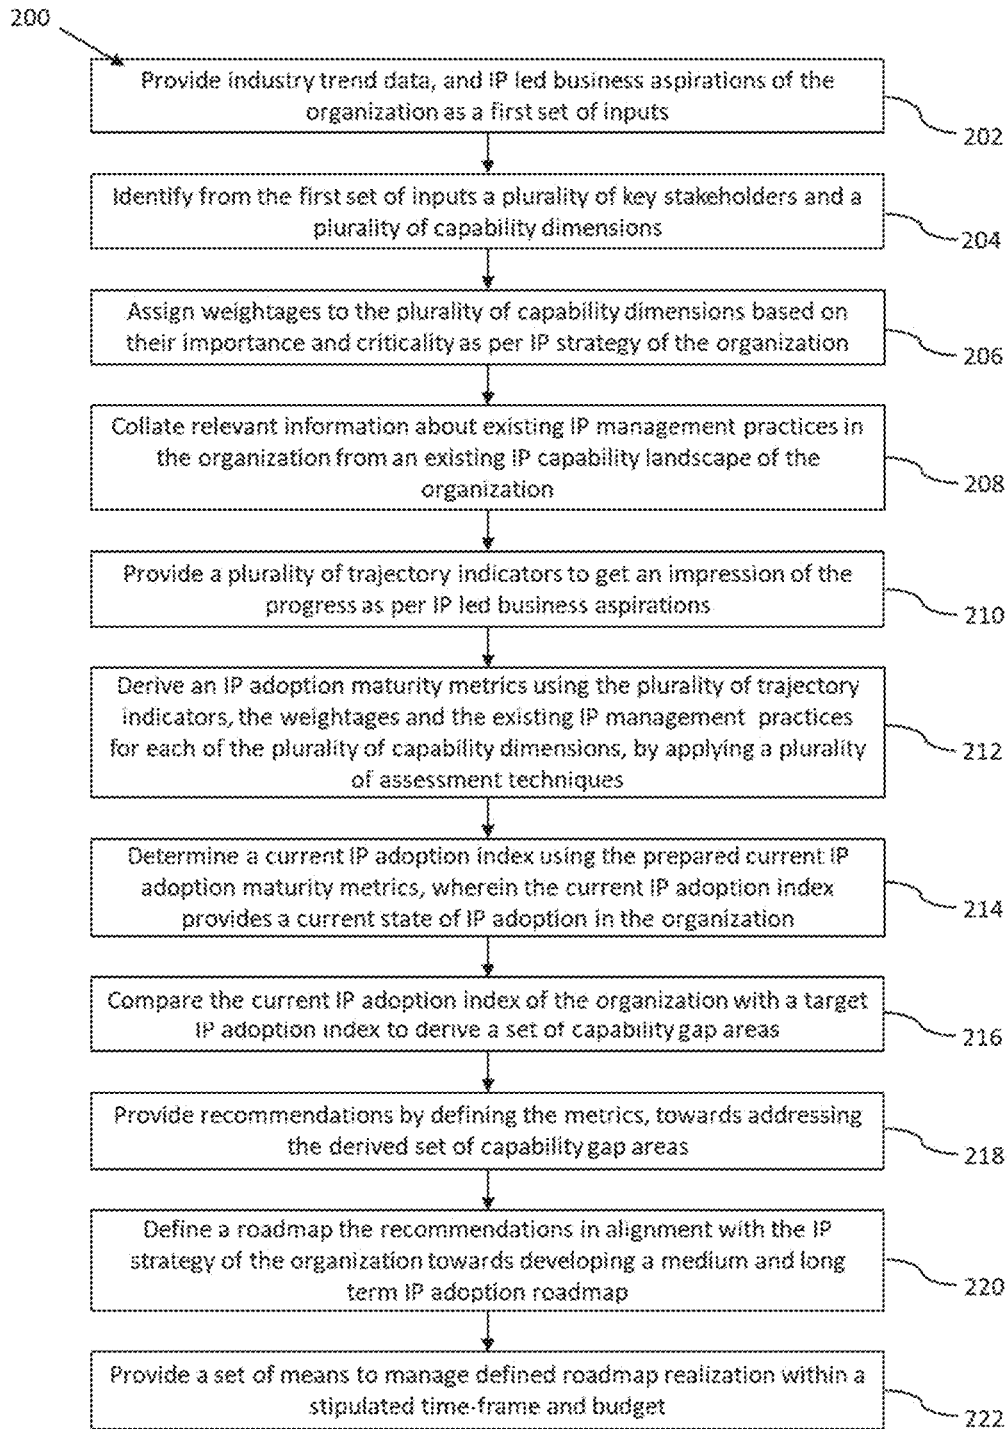 200
Provide industry trend data, and IP led business aspirations of the
organization as a first set of inputs
202
Identify from the first set of inputs a plurality of key stakeholders and a
plurality of capability dimensions
204
Assign weightages to the plurality of capability dimensions based on
their importance and criticality as per IP strategy of the organization
206
Collate relevant information about existing IP management practices in
the organization from an existing IP capability landscape of the
organization
208
Provide a plurality of trajectory indicators to get an impression of the
progress as per IP led business aspirations
210
Derive an IP adoption maturity metrics using the plurality of trajectory
indicators, the weightages and the existing IP management practices
for each of the plurality of capability dimensions, by applying a plurality
of assessment techniques
212
Determine a current IP adoption index using the prepared current IP
adoption maturity metrics, wherein the current IP adoption index
provides a current state of IP adoption in the organization
214
Compare the current IP adoption index of the organization with a target
IP adoption index to derive a set of capability gap areas
216
Provide recommendations by defining the metrics, towards addressing
the derived set of capability gap areas
218
Define a roadmap the recommendations in alignment with the IP
strategy of the organization towards developing a medium and long
term IP adoption roadmap
220
Provide a set of means to manage defined roadmap realization within a
stipulated time-frame and budget
222